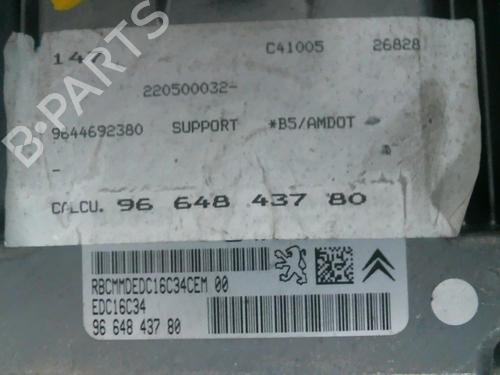 C41005 26828
220500032-
9644692380 SUPPORT *B5/AMDOT
-
CALCU. 96 648 437 80
RBCMMDEDC16C34CEM 00
EDC16C34
96 648 437 80
B-PARTS